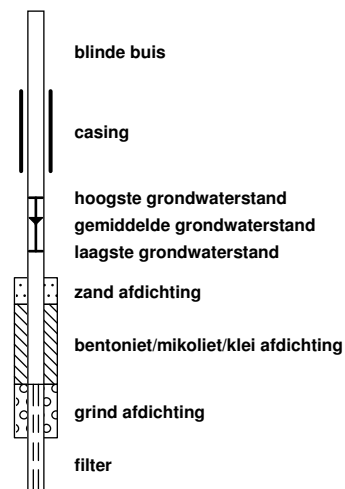 blinde buis
casing
hoogste grondwaterstand
gemiddelde grondwaterstand
laagste grondwaterstand
zand afdichting
bentoniet/mikoliet/klei afdichting
grind afdichting
filter